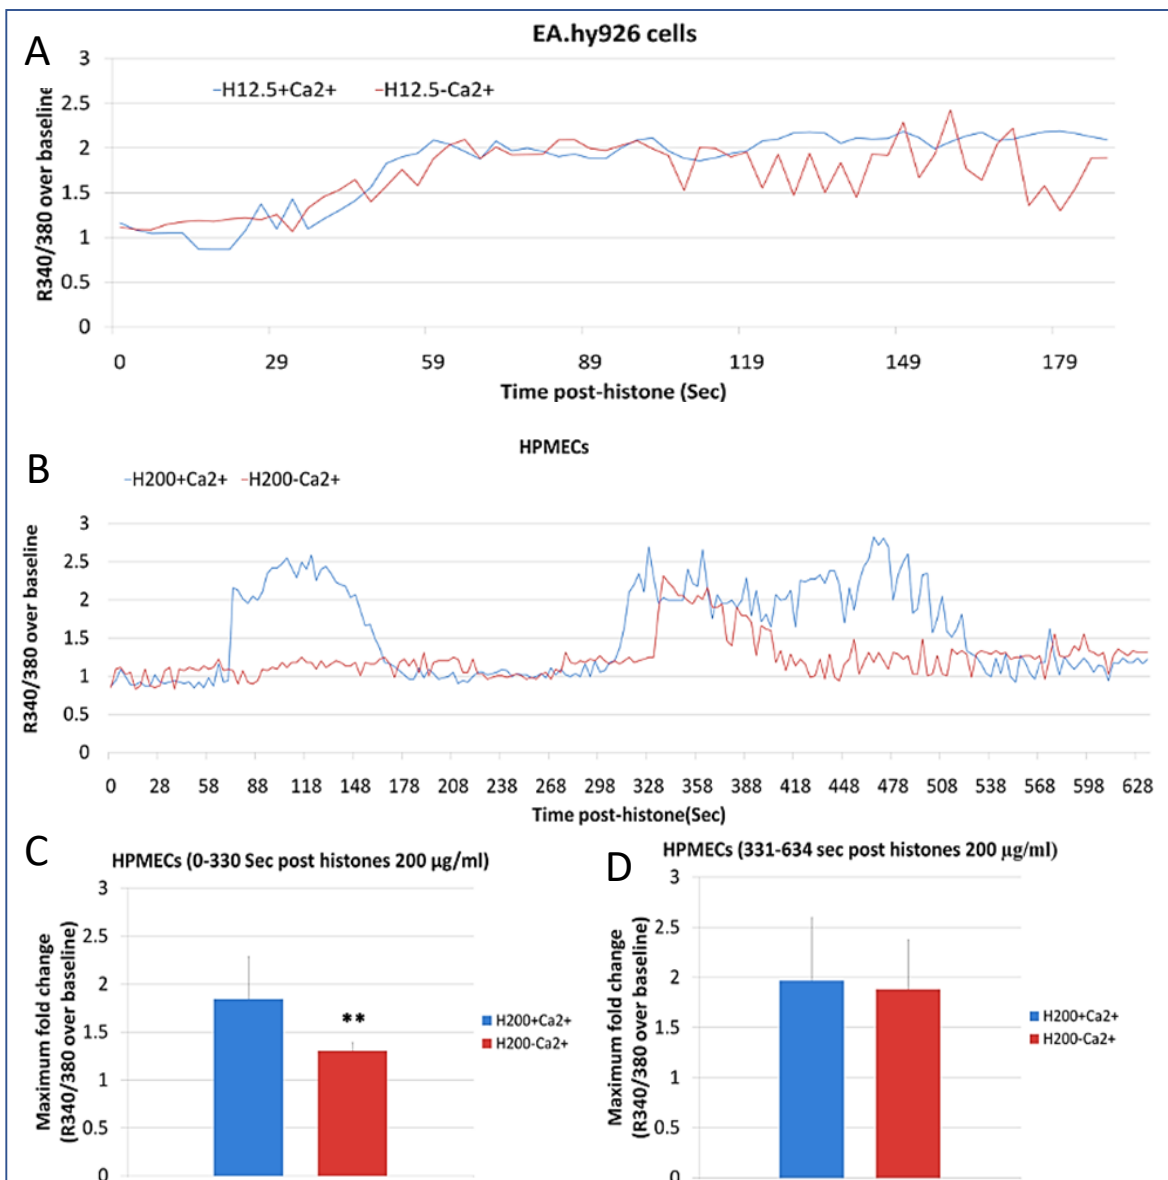 A
EA.hy926 cells
H12.5+Ca2+ H12.5-Ca2+
R340/380 over baseline
3
2.5
2
1.5
1
0.5
0
0 29 59 89 119 149 179
Time post-histone (Sec)
B
HPMECs
H200+Ca2+ H200-Ca2+
R340/380 over baseline
3
2.5
2
1.5
1
0.5
0
0 28 58 88 118 148 178 208 238 268 298 328 358 388 418 448 478 508 538 568 598 628
Time post-histone(Sec)
C
HPMECs (0-330 Sec post histones 200 µg/ml)
Maximum fold change
(R340/380 over baseline)
3
2.5
2
1.5
1
0.5
0
**
H200+Ca2+
H200-Ca2+
D
HPMECs (331-634 sec post histones 200 µg/ml)
Maximum fold change
(R340/380 over baseline)
3
2.5
2
1.5
1
0.5
0
H200+Ca2+
H200-Ca2+